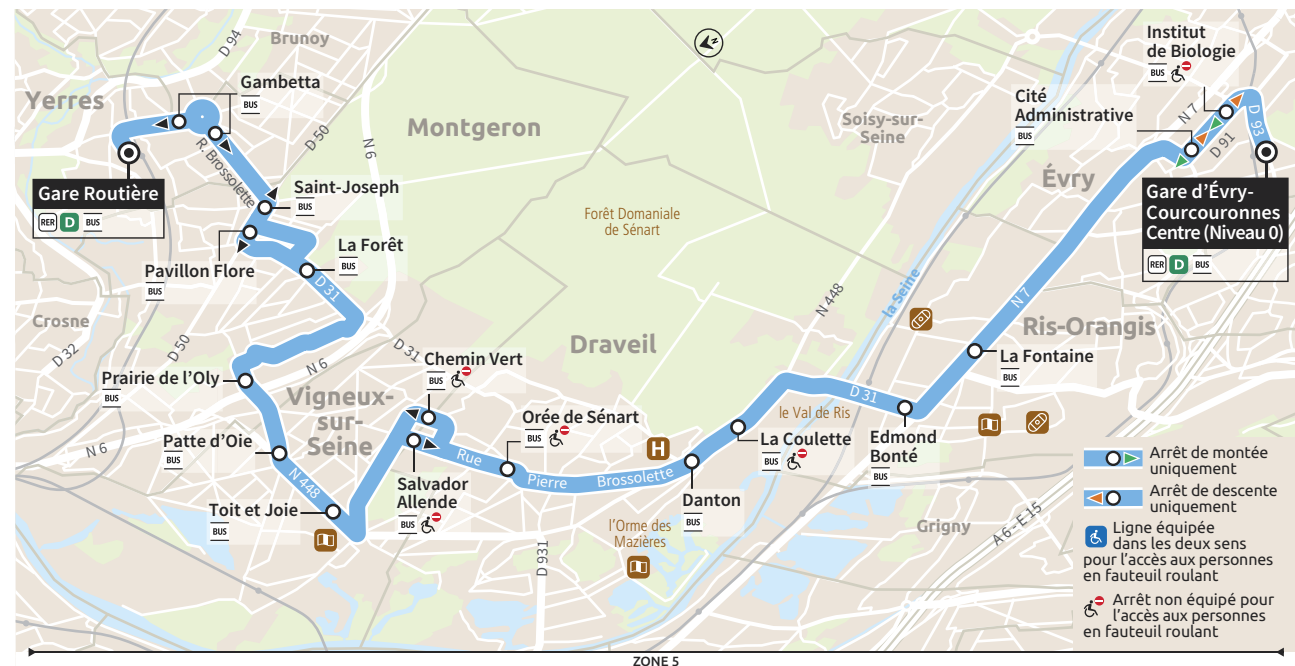 Brunoy
D 94
Yerres
Gambetta
BUS
D 50
N 6
Montgeron
R. Brossolette
Gare Routière
RER D BUS
Saint-Joseph
BUS
Pavillon Flore
BUS
La Forêt
BUS
D 31
Crosne
D 32
D 50
N 6
D 31
Prairie de l'Oly
BUS
N 6
Patte d'Oie
BUS
Vigneux-
sur-
Seine
N 448
Toit et Joie
BUS
Chemin Vert
BUS
Salvador
Allende
BUS
Orée de Sénart
BUS
Rue Pierre Brossolette
H
Draveil
Forêt Domaniale
de Sénart
N
Soisy-sur-
Seine
la Seine
N 448
Danton
BUS
La Coulette
BUS
le Val de Ris
D 31
l'Orme des
Mazières
D 931
Edmond
Bonté
BUS
La Fontaine
BUS
N 7
Ris-Orangis
Grigny
A 6 - E 15
Évry
Cité
Administrative
BUS
Institut
de Biologie
BUS
N 7
D 91
D 93
Gare d'Évry-
Courcouronnes
Centre (Niveau 0)
RER D BUS
Arrêt de montée
uniquement
Arrêt de descente
uniquement
Ligne équipée
dans les deux sens
pour l'accès aux personnes
en fauteuil roulant
Arrêt non équipé pour
l'accès aux personnes
en fauteuil roulant
ZONE 5